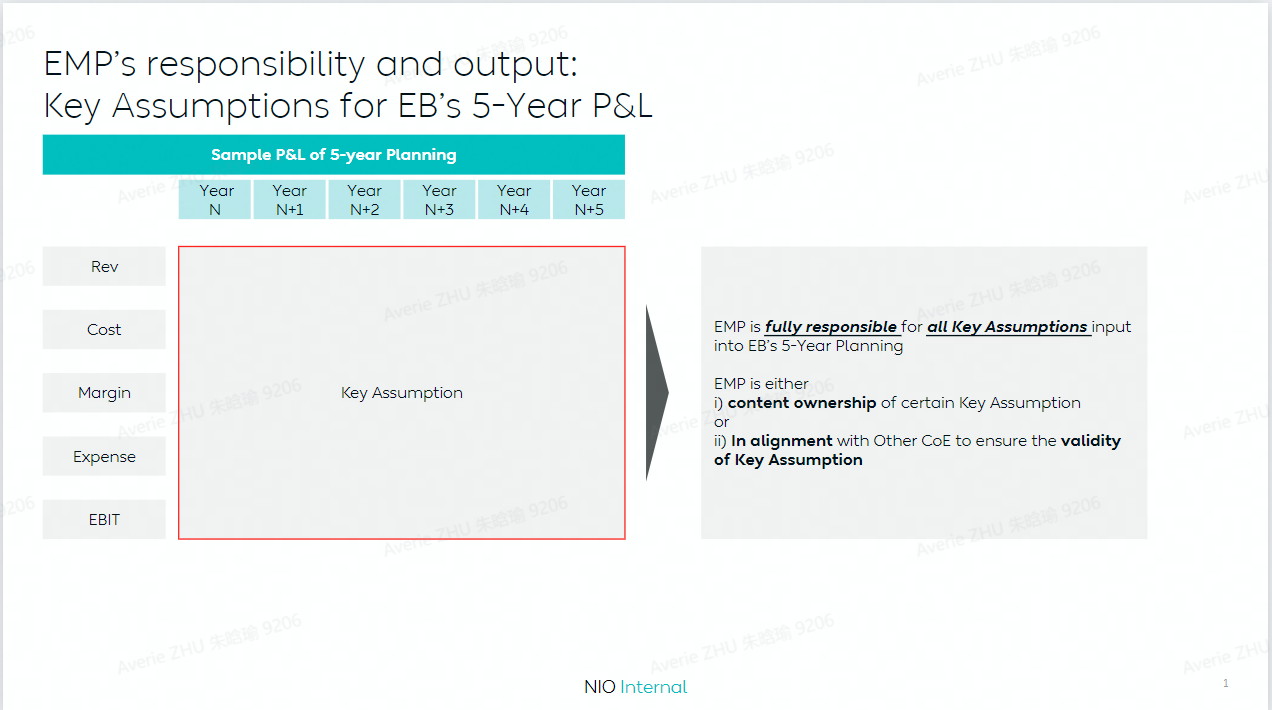 EMP's responsibility and output:
Key Assumptions for EB's 5-Year P&L
Sample P&L of 5-year Planning
Year N
Year N+1
Year N+2
Year N+3
Year N+4
Year N+5
Rev
Cost
Margin
Expense
EBIT
Key Assumption
EMP is fully responsible for all Key Assumptions input
into EB's 5-Year Planning
EMP is either
i) content ownership of certain Key Assumption
or
ii) In alignment with Other CoE to ensure the validity
of Key Assumption
NIO Internal
1
Averie ZHU 朱晗瑜 9206